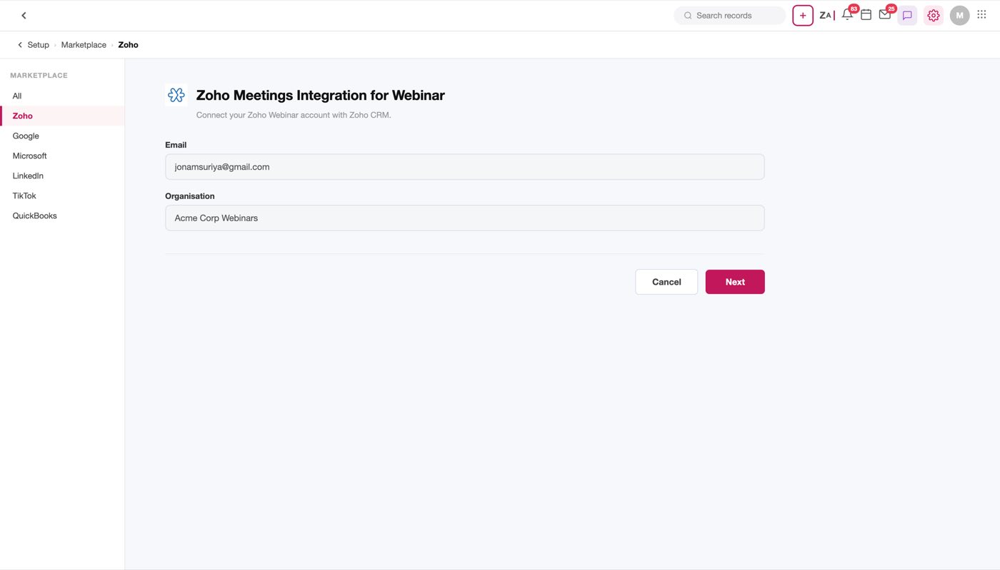 Search records
+
ZA
83
25
M
Setup › Marketplace › Zoho
MARKETPLACE
All
Zoho
Google
Microsoft
LinkedIn
TikTok
QuickBooks
Zoho Meetings Integration for Webinar
Connect your Zoho Webinar account with Zoho CRM.
Email
jonamsuriya@gmail.com
Organisation
Acme Corp Webinars
Cancel
Next